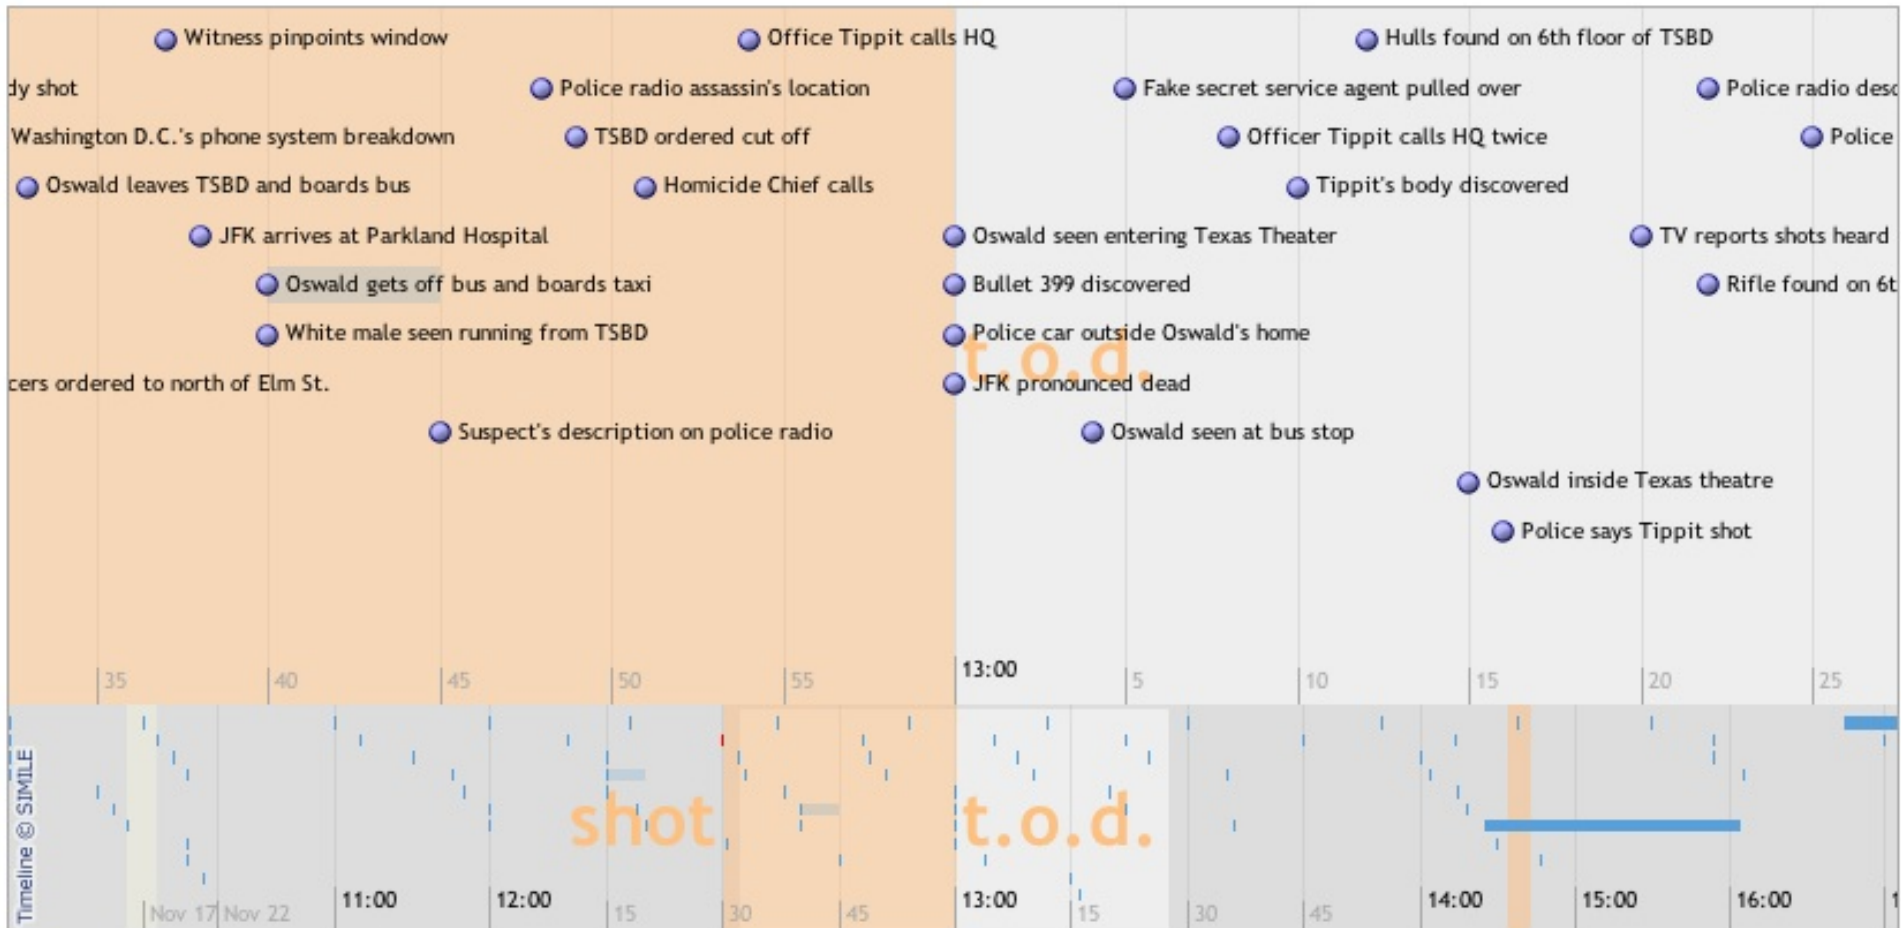 Witness pinpoints window
Office Tippit calls HQ
Hulls found on 6th floor of TSBD
dy shot
Police radio assassin's location
Fake secret service agent pulled over
Police radio desc
Washington D.C.'s phone system breakdown
TSBD ordered cut off
Officer Tippit calls HQ twice
Police
Oswald leaves TSBD and boards bus
Homicide Chief calls
Tippit's body discovered
JFK arrives at Parkland Hospital
Oswald seen entering Texas Theater
TV reports shots heard
Oswald gets off bus and boards taxi
Bullet 399 discovered
Rifle found on 6t
White male seen running from TSBD
Police car outside Oswald's home
t.o.d.
cers ordered to north of Elm St.
JFK pronounced dead
Suspect's description on police radio
Oswald seen at bus stop
Oswald inside Texas theatre
Police says Tippit shot
35 40 45 50 55 13:00 5 10 15 20 25
Timeline © SIMILE
shot t.o.d.
11:00 12:00 13:00 14:00 15:00 16:00 1
Nov 17 Nov 22 15 30 45 15 30 45